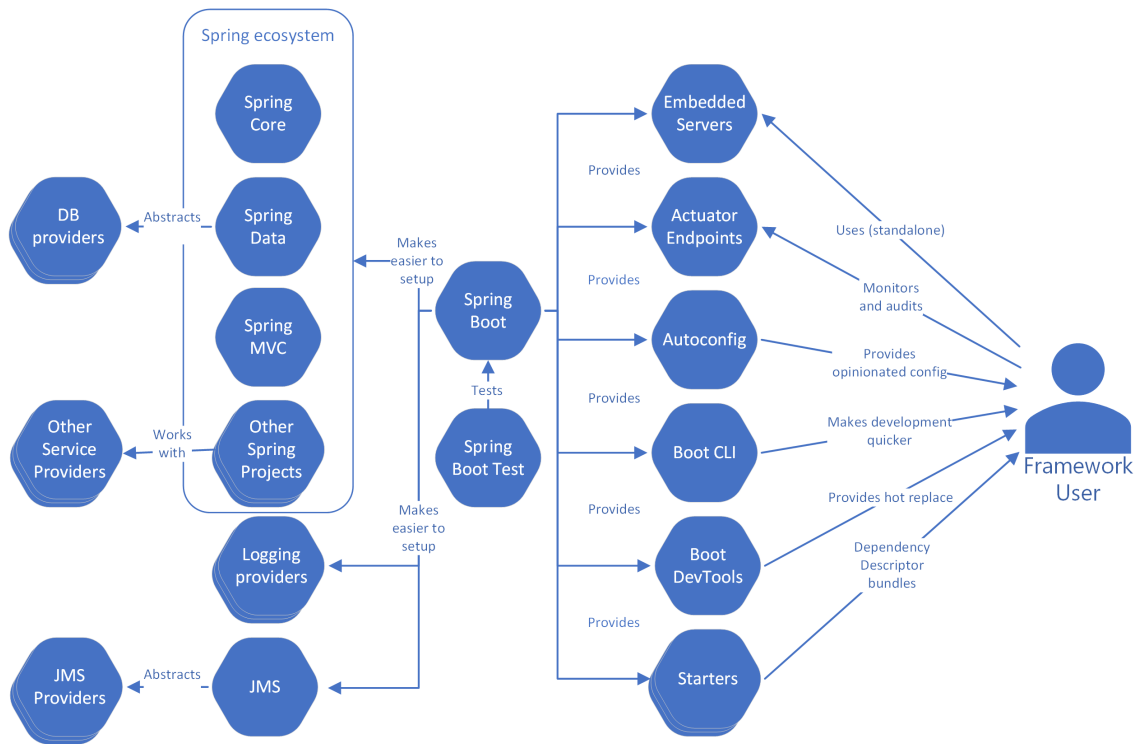 Spring ecosystem
Spring
Core
Embedded
Servers
Provides
DB
providers
Abstracts
Spring
Data
Actuator
Endpoints
Uses (standalone)
Makes
easier to
setup
Provides
Monitors
and audits
Spring
Boot
Spring
MVC
Autoconfig
Provides
opinionated config
Tests
Provides
Other
Service
Providers
Works
with
Other
Spring
Projects
Spring
Boot Test
Boot CLI
Makes development
quicker
Framework
User
Makes
easier to
setup
Provides
Provides hot replace
Logging
providers
Boot
DevTools
Dependency
Descriptor
bundles
Provides
JMS
Providers
Abstracts
JMS
Starters